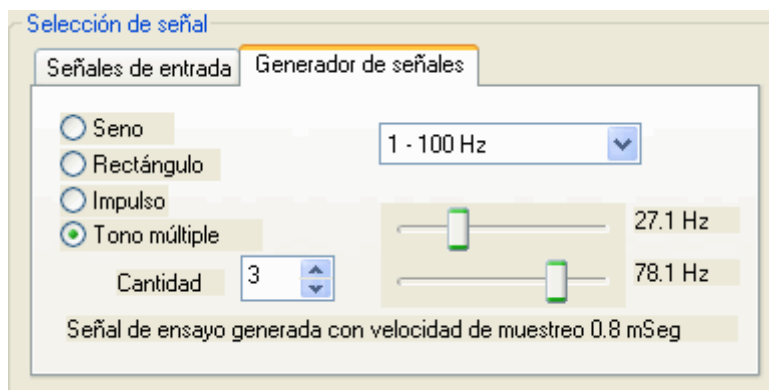 Selección de señal
Señales de entrada
Generador de señales
Seno
1 - 100 Hz
Rectángulo
Impulso
Tono múltiple
27.1 Hz
Cantidad
3
78.1 Hz
Señal de ensayo generada con velocidad de muestreo 0.8 mSeg